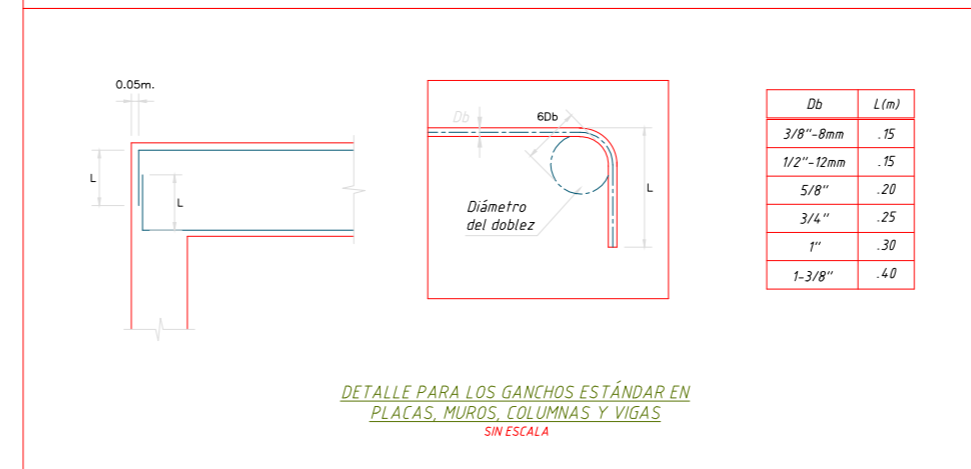 0.05m.
L
L
Db
6Db
L
Diámetro
del doblez
Db L(m)
3/8"-8mm .15
1/2"-12mm .15
5/8" .20
3/4" .25
1" .30
1-3/8" .40
DETALLE PARA LOS GANCHOS ESTÁNDAR EN
PLACAS, MUROS, COLUMNAS Y VIGAS
SIN ESCALA